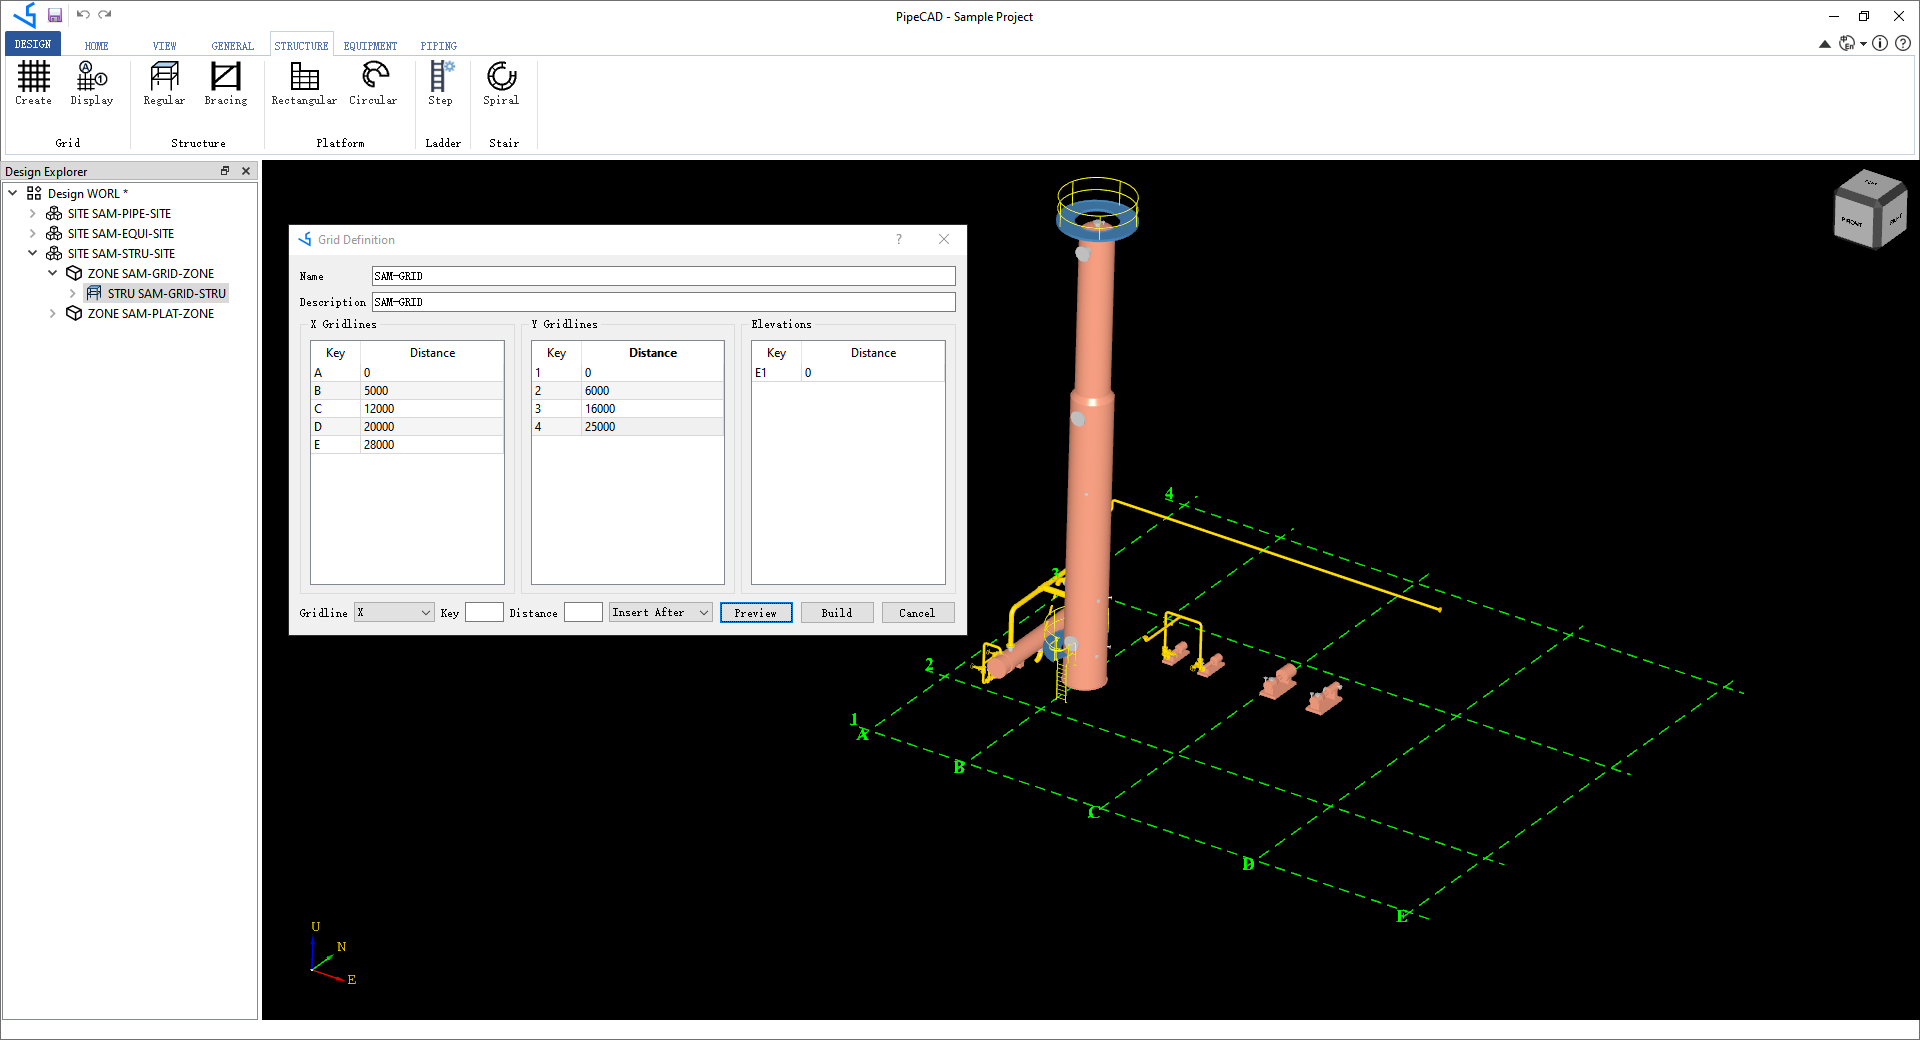 PipeCAD - Sample Project
DESIGN HOME VIEW GENERAL STRUCTURE EQUIPMENT PIPING
Create Display Regular Bracing Rectangular Circular Step Spiral
Grid Structure Platform Ladder Stair
Design Explorer
Design WORL *
SITE SAM-PIPE-SITE
SITE SAM-EQUI-SITE
SITE SAM-STRU-SITE
ZONE SAM-GRID-ZONE
STRU SAM-GRID-STRU
ZONE SAM-PLAT-ZONE
Grid Definition
Name SAM-GRID
Description SAM-GRID
X Gridlines
Key Distance
A 0
B 5000
C 12000
D 20000
E 28000
Y Gridlines
Key Distance
1 0
2 6000
3 16000
4 25000
Elevations
Key Distance
E1 0
Gridline X Key Distance Insert After Preview Build Cancel
FRONT
4
3
2
1
A
B
C
D
E
U
N
E